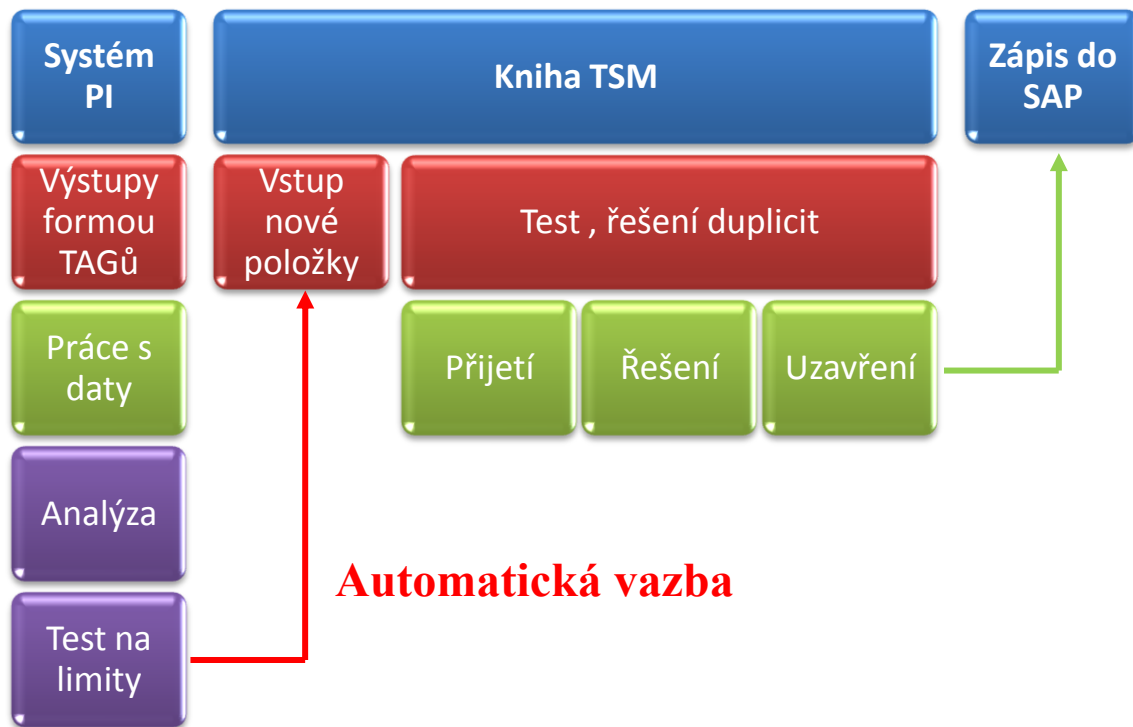 Systém
PI
Kniha TSM
Zápis do
SAP
Výstupy
formou
TAGů
Vstup
nové
položky
Test , řešení duplicit
Práce s
daty
Přijetí
Řešení
Uzavření
Analýza
Automatická vazba
Test na
limity